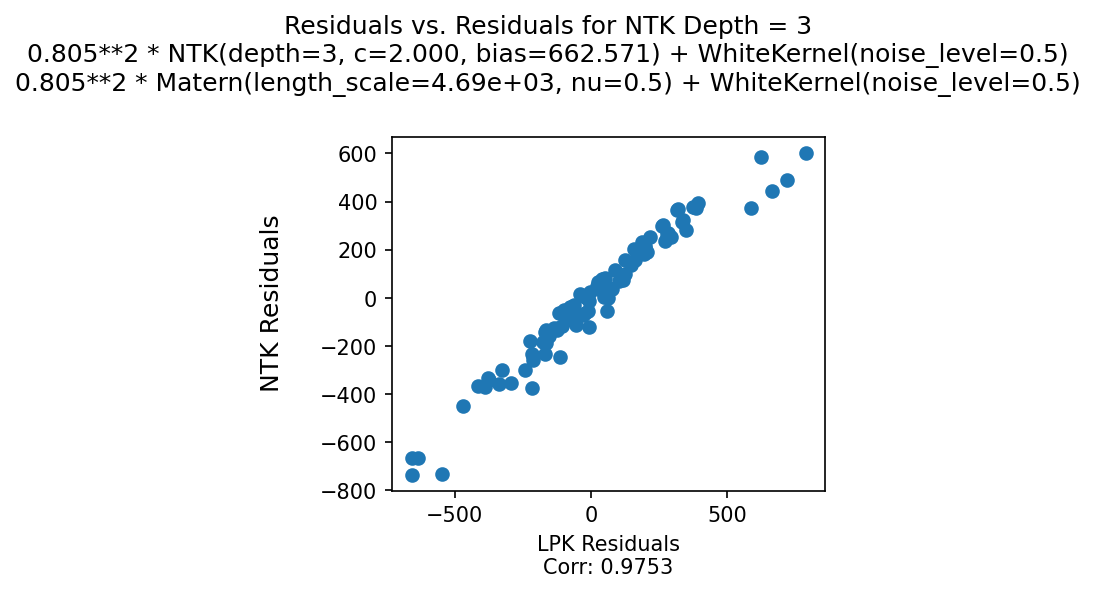 Residuals vs. Residuals for NTK Depth = 3
0.805**2 * NTK(depth=3, c=2.000, bias=662.571) + WhiteKernel(noise_level=0.5)
0.805**2 * Matern(length_scale=4.69e+03, nu=0.5) + WhiteKernel(noise_level=0.5)
600
400
200
0
−200
−400
−600
−800
NTK Residuals
−500 0 500
LPK Residuals
Corr: 0.9753